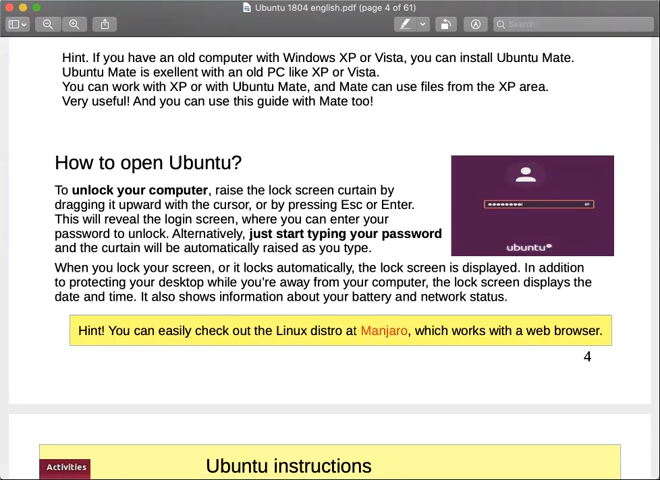 Ubuntu 1804 english.pdf (page 4 of 61)
Search
Hint. If you have an old computer with Windows XP or Vista, you can install Ubuntu Mate.
Ubuntu Mate is exellent with an old PC like XP or Vista.
You can work with XP or with Ubuntu Mate, and Mate can use files from the XP area.
Very useful! And you can use this guide with Mate too!
How to open Ubuntu?
To unlock your computer, raise the lock screen curtain by
dragging it upward with the cursor, or by pressing Esc or Enter.
This will reveal the login screen, where you can enter your
password to unlock. Alternatively, just start typing your password
and the curtain will be automatically raised as you type.
ubuntu
When you lock your screen, or it locks automatically, the lock screen is displayed. In addition
to protecting your desktop while you're away from your computer, the lock screen displays the
date and time. It also shows information about your battery and network status.
Hint! You can easily check out the Linux distro at Manjaro, which works with a web browser.
4
Activities
Ubuntu instructions